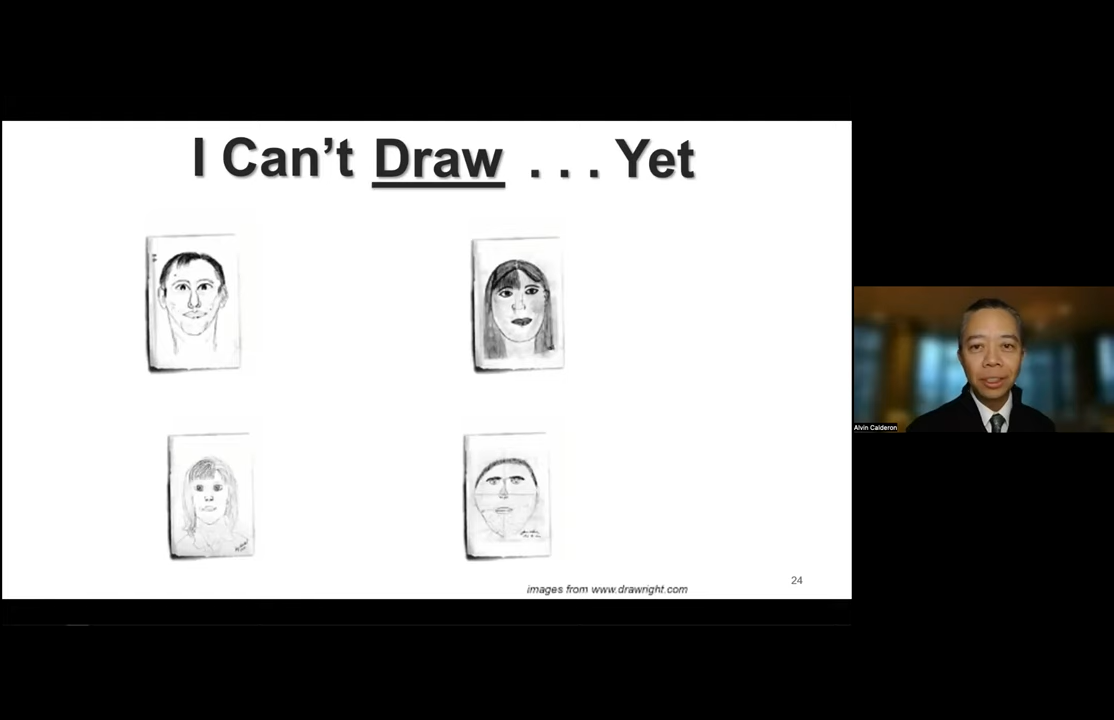 I Can't Draw . . . Yet
Alvin Calderon
24
images from www.drawright.com